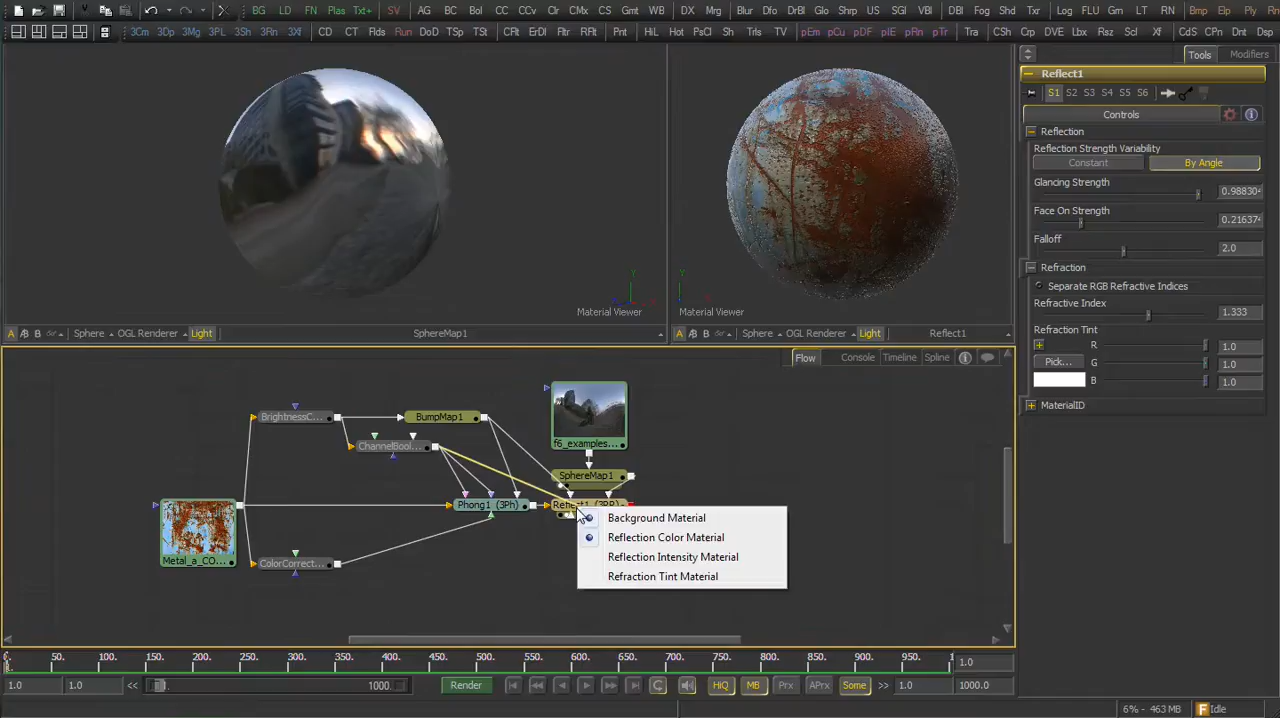 BG LD FN Plas Txt+ SV AG BC BC BOL BC CC CCv Clr CMx CS Gmt WB DX Mrg Blur Dfo DrBl Glo Shrp US SGl VBl DBl Fog Shd Txr Log FLU Grn LT RN Bmp Elp Ply
3Cm 3Dp 3Mg 3PL 3Sh 3Rn 3Xf CD CT Flds Run DoD TSp TSt CRft ErDl Fltr RRft Pnt HiL Hot PsCl Sh Trls TV pEm pCu pDF pIE pRn pTr Tra CSh Crp DVE Lbx Rsz Scl Xf CdS CPn Dnt Dsp
Tools Modifiers
Reflect1
S1 S2 S3 S4 S5 S6
Controls
Reflection
Reflection Strength Variability
Constant By Angle
Glancing Strength
0.98830
Face On Strength
0.216374
Falloff
2.0
Refraction
Separate RGB Refractive Indices
Refractive Index
1.333
Refraction Tint
R 1.0
Pick... G 1.0
B 1.0
MaterialID
Y
Material Viewer
A B Sphere OGL Renderer Light SphereMap1
Y
Material Viewer
A B Sphere OGL Renderer Light Reflect1
Flow Console Timeline Spline
BrightnessC...
BumpMap1
ChannelBool...
f6_examples...
SphereMap1
Phong1 (3Ph)
Metal_a_CO...
ColorCorrect...
Background Material
Reflection Color Material
Reflection Intensity Material
Refraction Tint Material
50. 100. 150. 200. 250. 300. 350. 400. 450. 500. 550. 600. 650. 700. 750. 800. 850. 900. 950. 1.0
1.0 1.0 << 1000. Render HiQ MB Prx APrx Some >> 1.0 1000.0
6% - 463 MB Idle